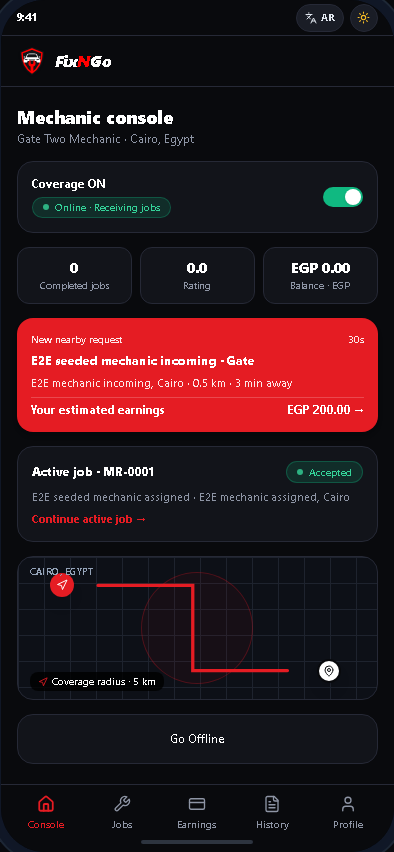 9:41
AR
FixNGo
Mechanic console
Gate Two Mechanic · Cairo, Egypt
Coverage ON
Online · Receiving jobs
0
Completed jobs
0.0
Rating
EGP 0.00
Balance · EGP
New nearby request
30s
E2E seeded mechanic incoming - Gate
E2E mechanic incoming, Cairo · 0.5 km · 3 min away
Your estimated earnings
EGP 200.00 →
Active job - MR-0001
Accepted
E2E seeded mechanic assigned · E2E mechanic assigned, Cairo
Continue active job →
CAIRO, EGYPT
Coverage radius · 5 km
Go Offline
Console
Jobs
Earnings
History
Profile